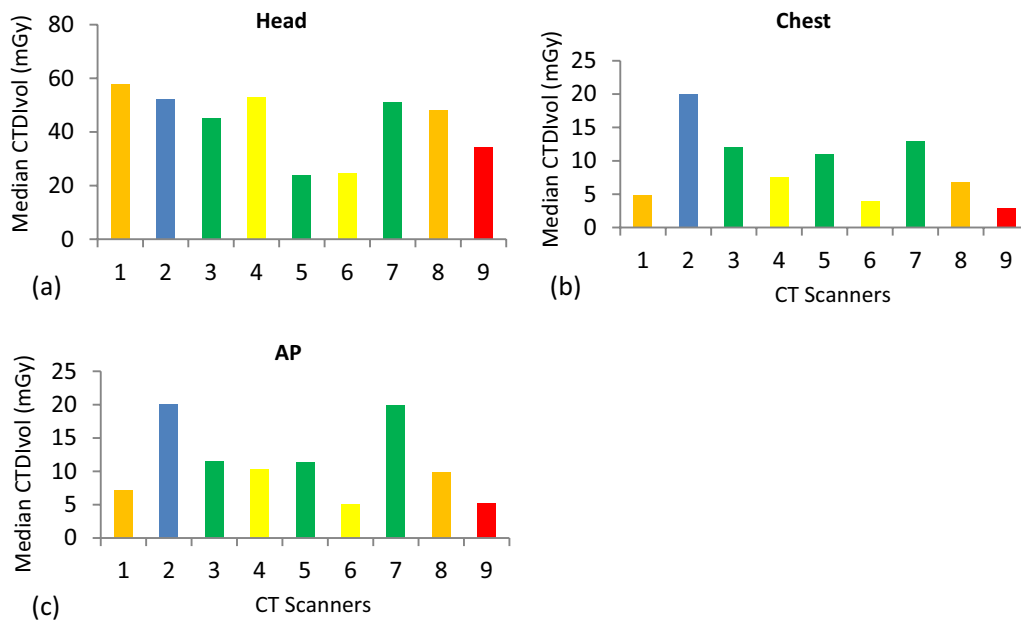 Head
Median CTDIvol (mGy)
80
60
40
20
0
1 2 3 4 5 6 7 8 9
(a)
Chest
Median CTDIvol (mGy)
25
20
15
10
5
0
1 2 3 4 5 6 7 8 9
CT Scanners
(b)
AP
Median CTDIvol (mGy)
25
20
15
10
5
0
1 2 3 4 5 6 7 8 9
CT Scanners
(c)